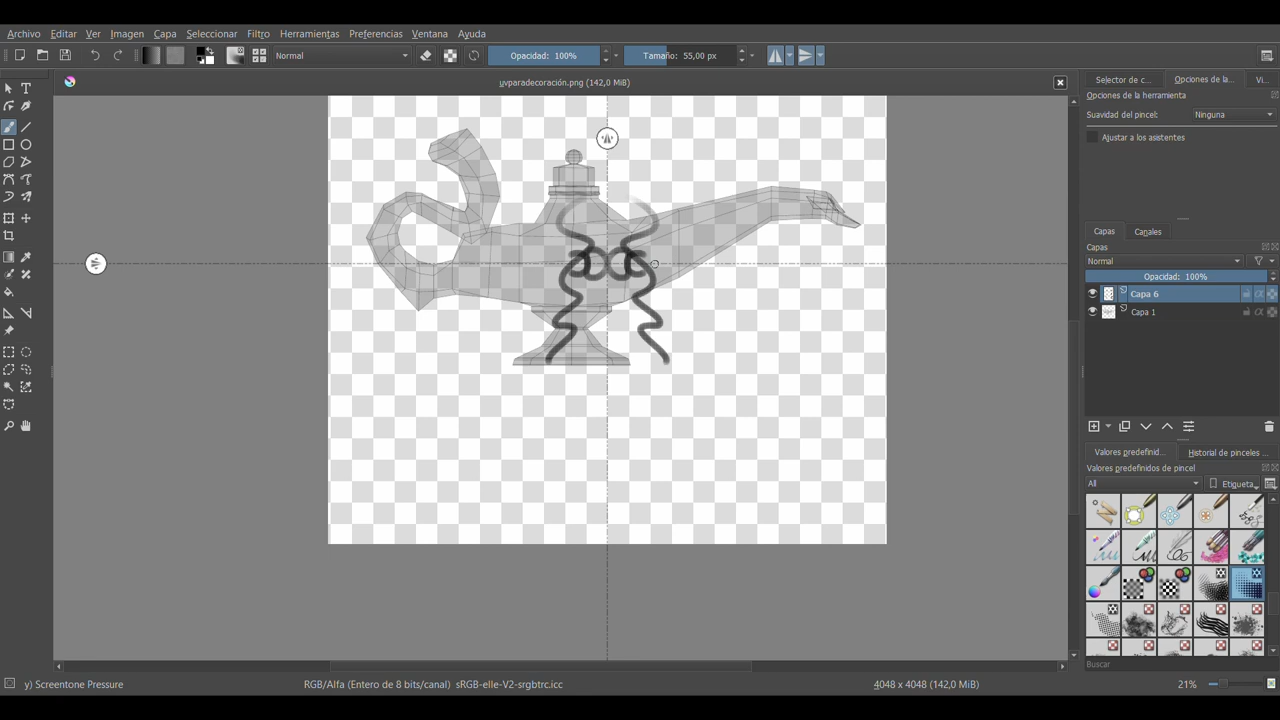 Archivo Editar Ver Imagen Capa Seleccionar Filtro Herramientas Preferencias Ventana Ayuda
Normal Opacidad: 100% Tamaño: 55,00 px
uvparadecoración.png (142,0 MiB)
Selector de c... Opciones de la... Vi...
Opciones de la herramienta
Suavidad del pincel: Ninguna
Ajustar a los asistentes
Capas Canales
Capas
Normal
Opacidad: 100%
Capa 6
Capa 1
Valores predefinid... Historial de pinceles ...
Valores predefinidos de pincel
All Etiqueta
Buscar
y) Screentone Pressure RGB/Alfa (Entero de 8 bits/canal) sRGB-elle-V2-srgbtrc.icc 4048 x 4048 (142,0 MiB) 21%